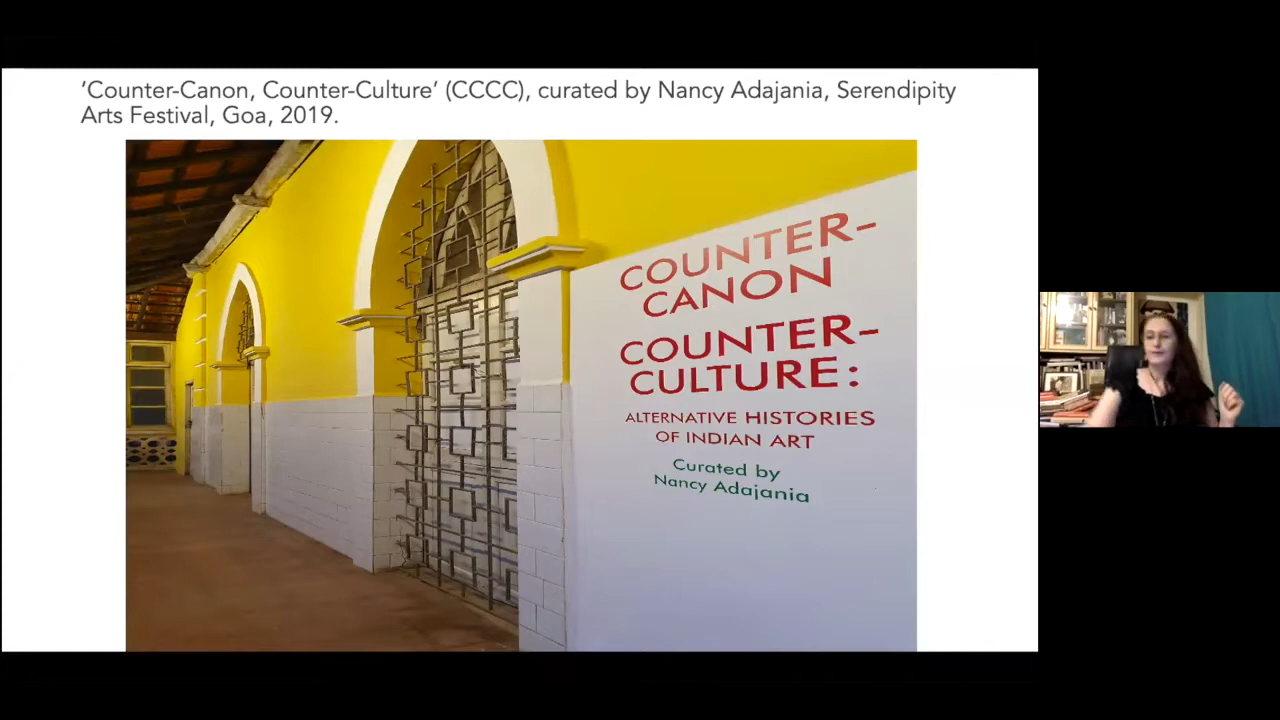 ‘Counter-Canon, Counter-Culture’ (CCCC), curated by Nancy Adajania, Serendipity
Arts Festival, Goa, 2019.
COUNTER-
CANON
COUNTER-
CULTURE:
ALTERNATIVE HISTORIES
OF INDIAN ART
Curated by
Nancy Adajania